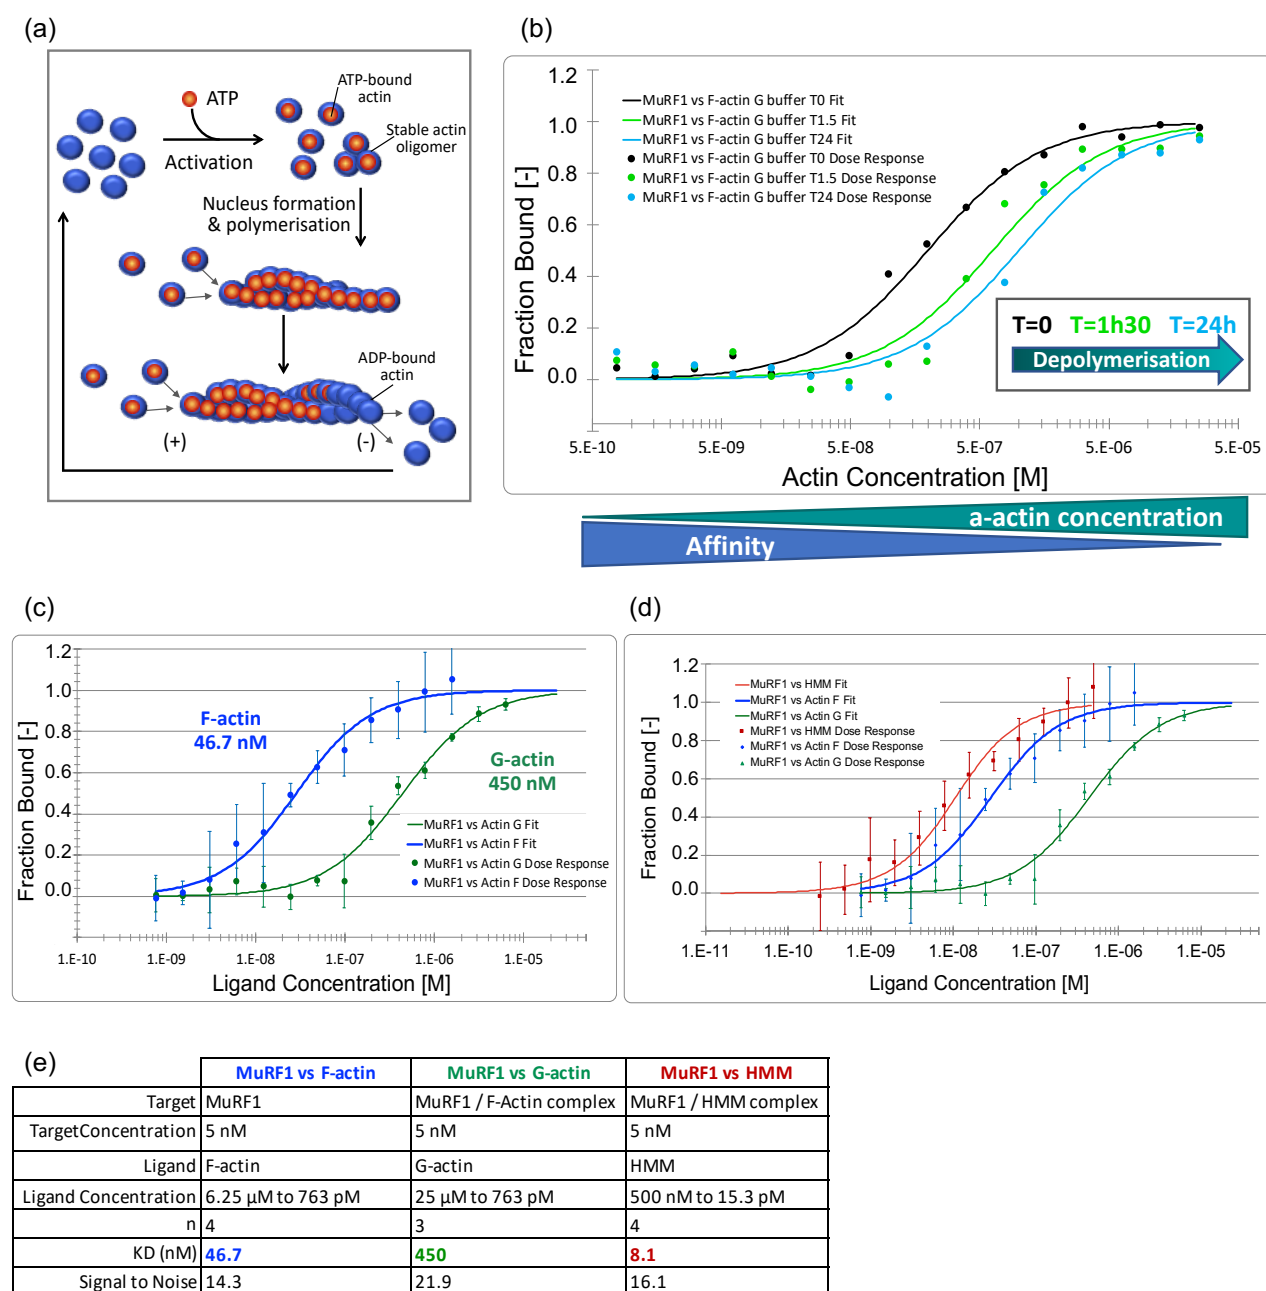 (a)
ATP
ATP-bound
actin
Stable actin
oligomer
Activation
Nucleus formation
& polymerisation
ADP-bound
actin
(+)
(-)
(b)
1.2
1.0
0.8
0.6
0.4
0.2
0.0
Fraction Bound [-]
MuRF1 vs F-actin G buffer T0 Fit
MuRF1 vs F-actin G buffer T1.5 Fit
MuRF1 vs F-actin G buffer T24 Fit
MuRF1 vs F-actin G buffer T0 Dose Response
MuRF1 vs F-actin G buffer T1.5 Dose Response
MuRF1 vs F-actin G buffer T24 Dose Response
T=0 T=1h30 T=24h
Depolymerisation
5.E-10 5.E-09 5.E-08 5.E-07 5.E-06 5.E-05
Actin Concentration [M]
a-actin concentration
Affinity
(c)
1.2
1.0
0.8
0.6
0.4
0.2
0.0
Fraction Bound [-]
F-actin
46.7 nM
G-actin
450 nM
MuRF1 vs Actin G Fit
MuRF1 vs Actin F Fit
MuRF1 vs Actin G Dose Response
MuRF1 vs Actin F Dose Response
1.E-10 1.E-09 1.E-08 1.E-07 1.E-06 1.E-05
Ligand Concentration [M]
(d)
1.2
1.0
0.8
0.6
0.4
0.2
0.0
Fraction Bound [-]
MuRF1 vs HMM Fit
MuRF1 vs Actin F Fit
MuRF1 vs Actin G Fit
MuRF1 vs HMM Dose Response
MuRF1 vs Actin F Dose Response
MuRF1 vs Actin G Dose Response
1.E-11 1.E-10 1.E-09 1.E-08 1.E-07 1.E-06 1.E-05
Ligand Concentration [M]
(e)
MuRF1 vs F-actin MuRF1 vs G-actin MuRF1 vs HMM
Target MuRF1 MuRF1 / F-Actin complex MuRF1 / HMM complex
TargetConcentration 5 nM 5 nM 5 nM
Ligand F-actin G-actin HMM
Ligand Concentration 6.25 µM to 763 pM 25 µM to 763 pM 500 nM to 15.3 pM
n 4 3 4
KD (nM) 46.7 450 8.1
Signal to Noise 14.3 21.9 16.1